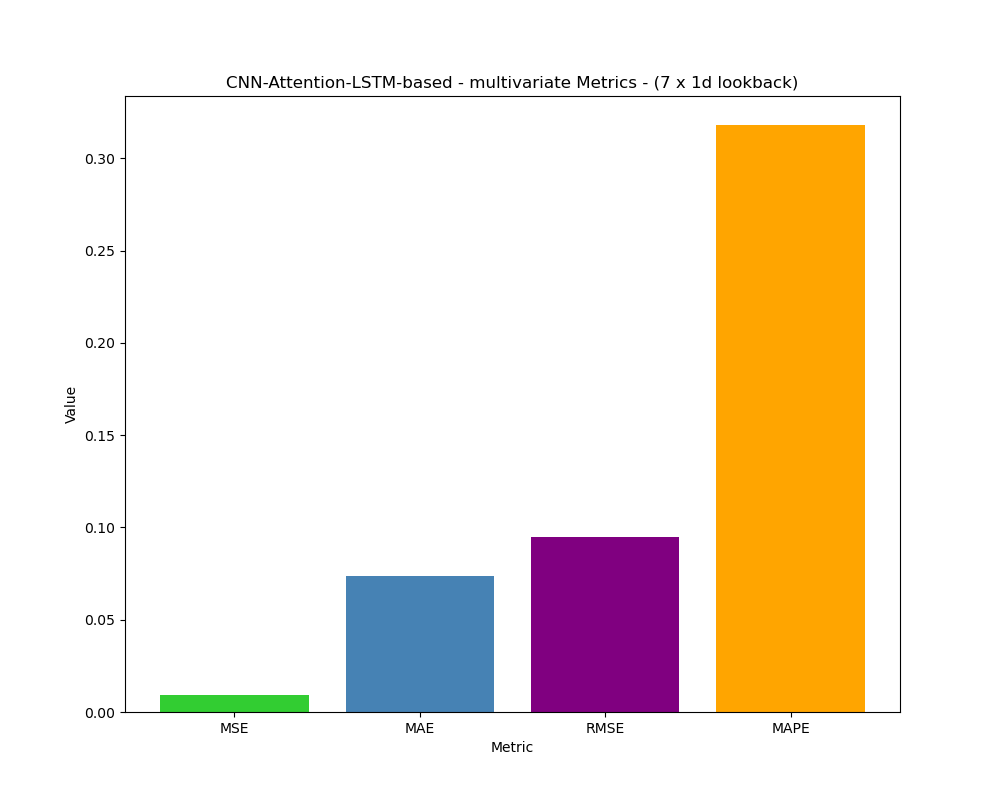 CNN-Attention-LSTM-based - multivariate Metrics - (7 x 1d lookback)
0.30
0.25
0.20
0.15
0.10
0.05
0.00
Value
MSE MAE RMSE MAPE
Metric